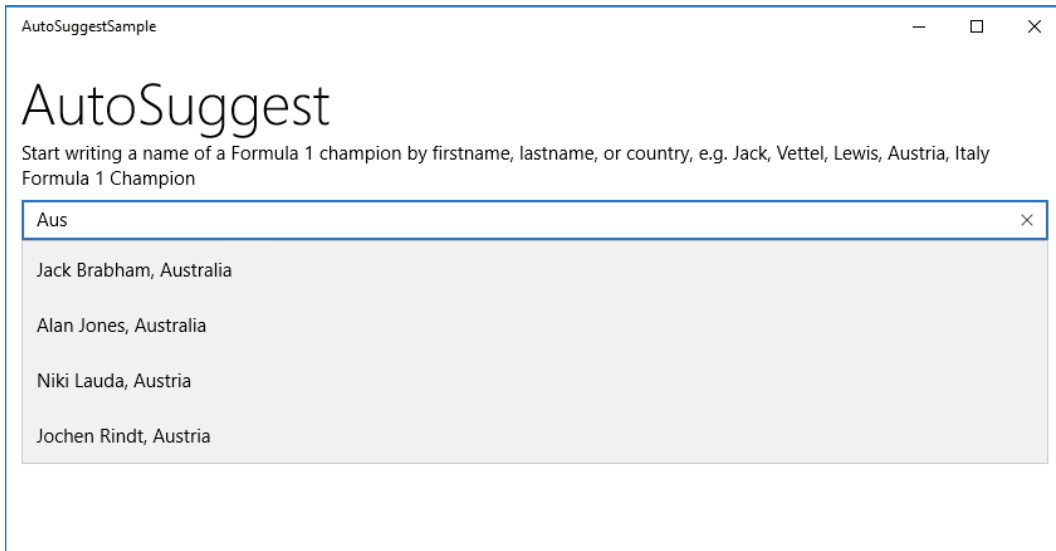 AutoSuggestSample
AutoSuggest
Start writing a name of a Formula 1 champion by firstname, lastname, or country, e.g. Jack, Vettel, Lewis, Austria, Italy
Formula 1 Champion
Aus
Jack Brabham, Australia
Alan Jones, Australia
Niki Lauda, Austria
Jochen Rindt, Austria